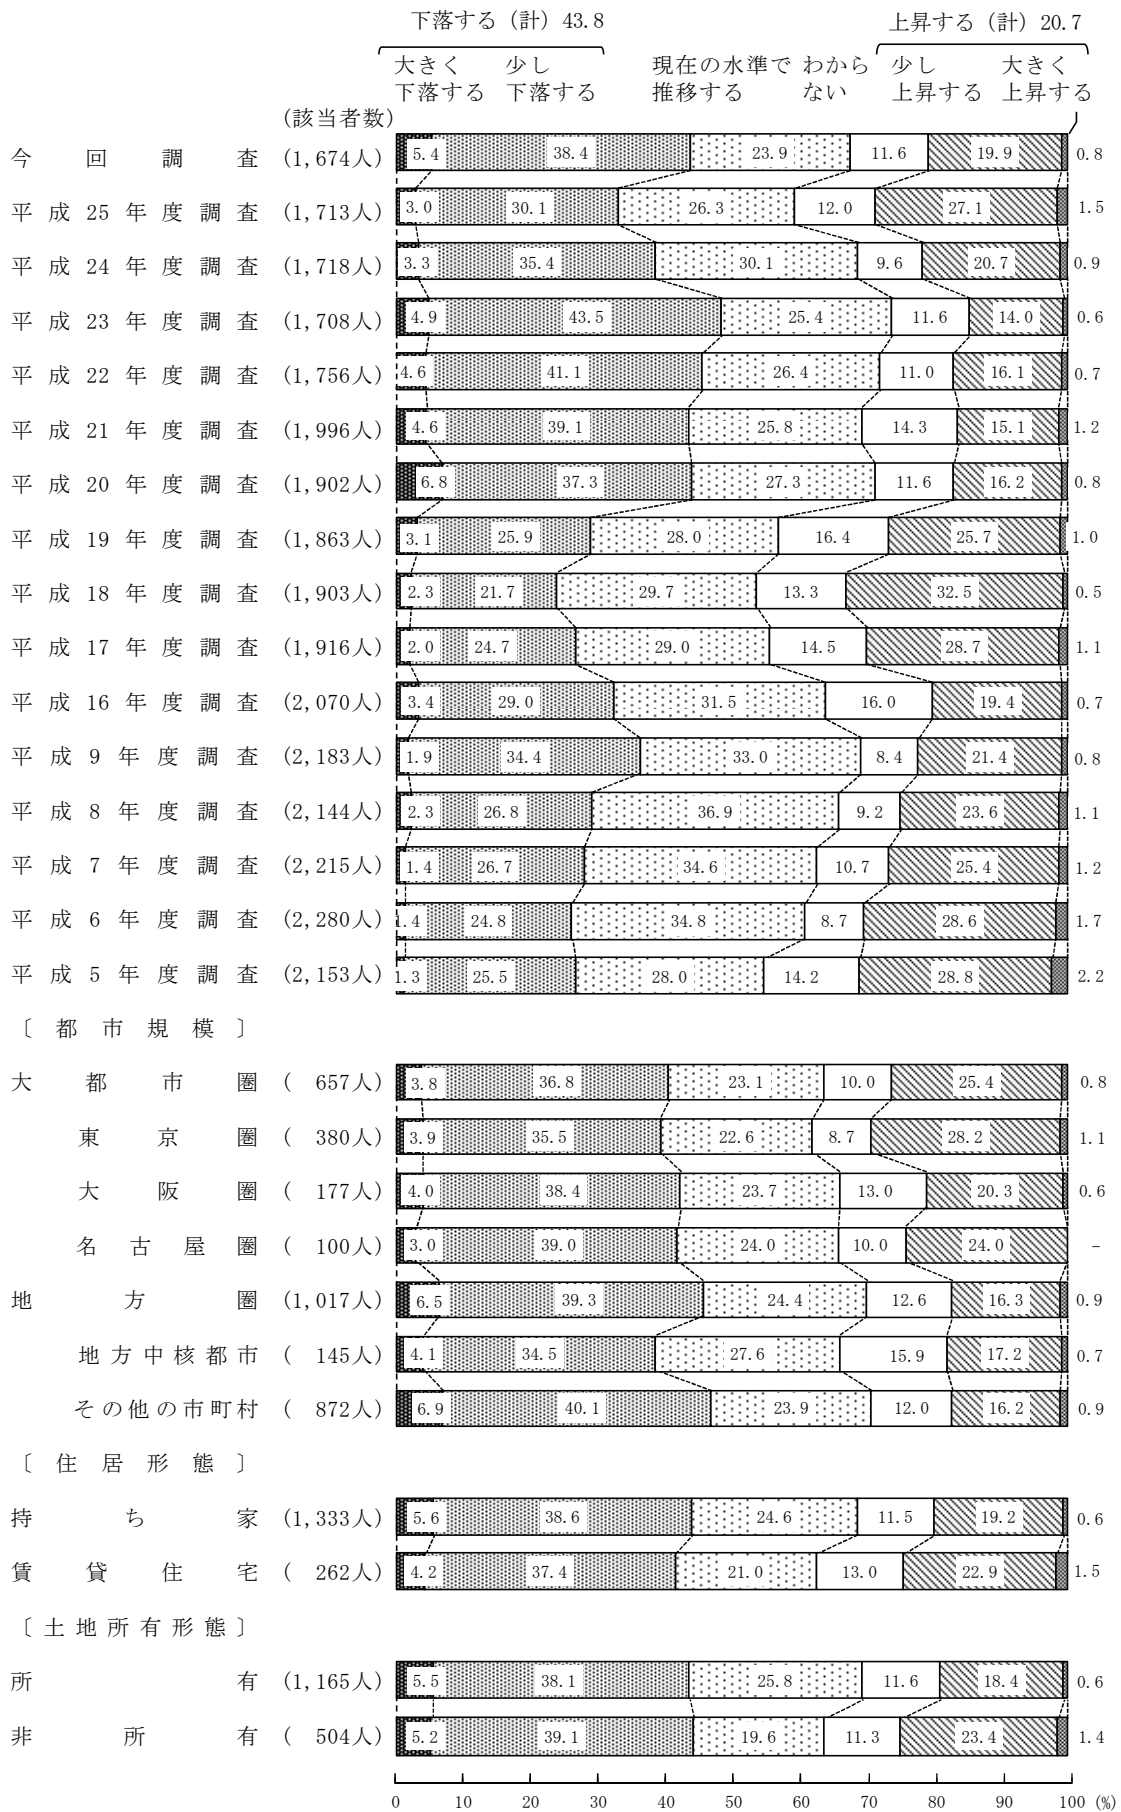 下落する（計）43.8 上昇する（計）20.7
大きく 少し 現在の水準で わから 少し 大きく
下落する 下落する 推移する ない 上昇する 上昇する
(該当者数)
今回調査 (1,674人) 5.4 38.4 23.9 11.6 19.9 0.8
平成25年度調査 (1,713人) 3.0 30.1 26.3 12.0 27.1 1.5
平成24年度調査 (1,718人) 3.3 35.4 30.1 9.6 20.7 0.9
平成23年度調査 (1,708人) 4.9 43.5 25.4 11.6 14.0 0.6
平成22年度調査 (1,756人) 4.6 41.1 26.4 11.0 16.1 0.7
平成21年度調査 (1,996人) 4.6 39.1 25.8 14.3 15.1 1.2
平成20年度調査 (1,902人) 6.8 37.3 27.3 11.6 16.2 0.8
平成19年度調査 (1,863人) 3.1 25.9 28.0 16.4 25.7 1.0
平成18年度調査 (1,903人) 2.3 21.7 29.7 13.3 32.5 0.5
平成17年度調査 (1,916人) 2.0 24.7 29.0 14.5 28.7 1.1
平成16年度調査 (2,070人) 3.4 29.0 31.5 16.0 19.4 0.7
平成9年度調査 (2,183人) 1.9 34.4 33.0 8.4 21.4 0.8
平成8年度調査 (2,144人) 2.3 26.8 36.9 9.2 23.6 1.1
平成7年度調査 (2,215人) 1.4 26.7 34.6 10.7 25.4 1.2
平成6年度調査 (2,280人) 1.4 24.8 34.8 8.7 28.6 1.7
平成5年度調査 (2,153人) 1.3 25.5 28.0 14.2 28.8 2.2
〔都市規模〕
大都市圏 (657人) 3.8 36.8 23.1 10.0 25.4 0.8
東京圏 (380人) 3.9 35.5 22.6 8.7 28.2 1.1
大阪圏 (177人) 4.0 38.4 23.7 13.0 20.3 0.6
名古屋圏 (100人) 3.0 39.0 24.0 10.0 24.0 －
地方圏 (1,017人) 6.5 39.3 24.4 12.6 16.3 0.9
地方中核都市 (145人) 4.1 34.5 27.6 15.9 17.2 0.7
その他の市町村 (872人) 6.9 40.1 23.9 12.0 16.2 0.9
〔住居形態〕
持ち家 (1,333人) 5.6 38.6 24.6 11.5 19.2 0.6
賃貸住宅 (262人) 4.2 37.4 21.0 13.0 22.9 1.5
〔土地所有形態〕
所有 (1,165人) 5.5 38.1 25.8 11.6 18.4 0.6
非所有 (504人) 5.2 39.1 19.6 11.3 23.4 1.4
0 10 20 30 40 50 60 70 80 90 100 (%)